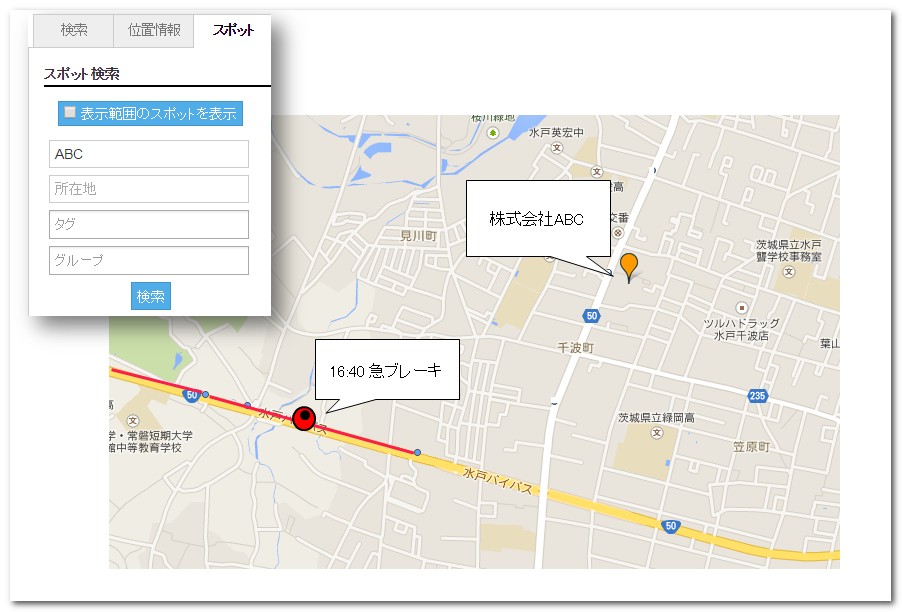 検索
位置情報
スポット
スポット検索
表示範囲のスポットを表示
ABC
所在地
タグ
グループ
検索
桜川緑地
水戸英宏中
文
文
高
株式会社ABC
交番
見川町
茨城県立水戸
聾学校事務室
文
50
ツルハドラッグ
水戸千波店
葉山
千波町
16:40 急ブレーキ
50
235
水戸バイパス
茨城県立緑岡高
文
笠原町
文
学・常磐短期大学
館中等教育学校
水戸バイパス
50